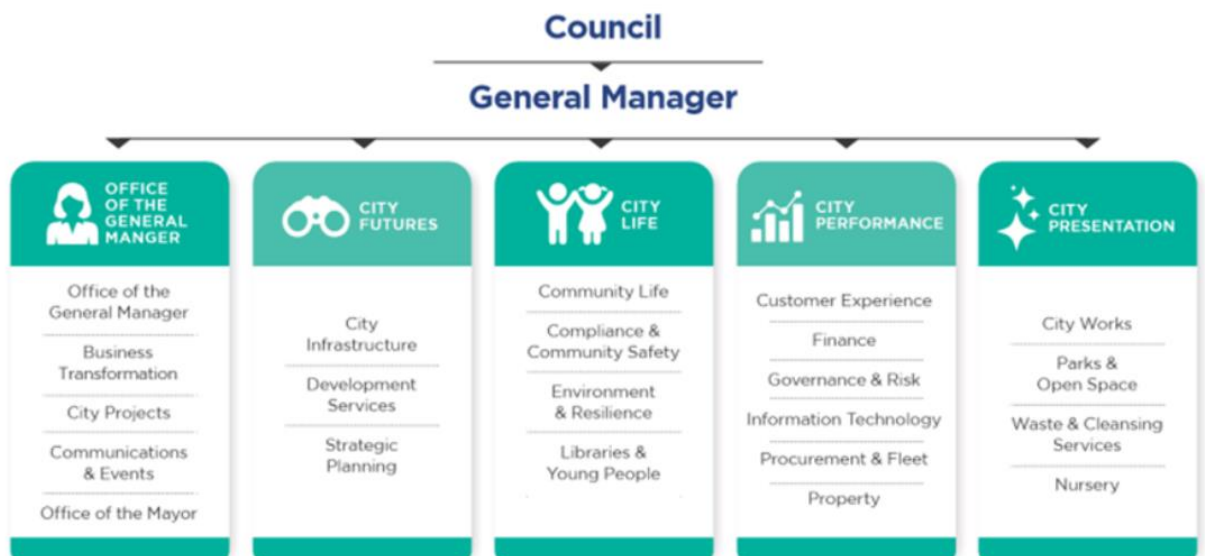 Council
General Manager
OFFICE
OF THE
GENERAL
MANGER
Office of the
General Manager
Business
Transformation
City Projects
Communications
& Events
Office of the Mayor
CITY
FUTURES
City
Infrastructure
Development
Services
Strategic
Planning
CITY
LIFE
Community Life
Compliance &
Community Safety
Environment
& Resilience
Libraries &
Young People
CITY
PERFORMANCE
Customer Experience
Finance
Governance & Risk
Information Technology
Procurement & Fleet
Property
CITY
PRESENTATION
City Works
Parks &
Open Space
Waste & Cleansing
Services
Nursery